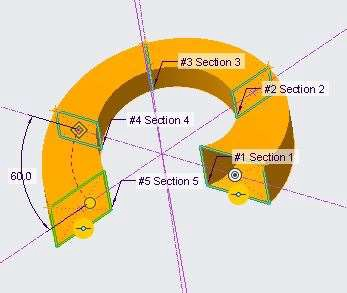 #3 Section 3
#2 Section 2
#4 Section 4
#1 Section 1
60,0
#5 Section 5